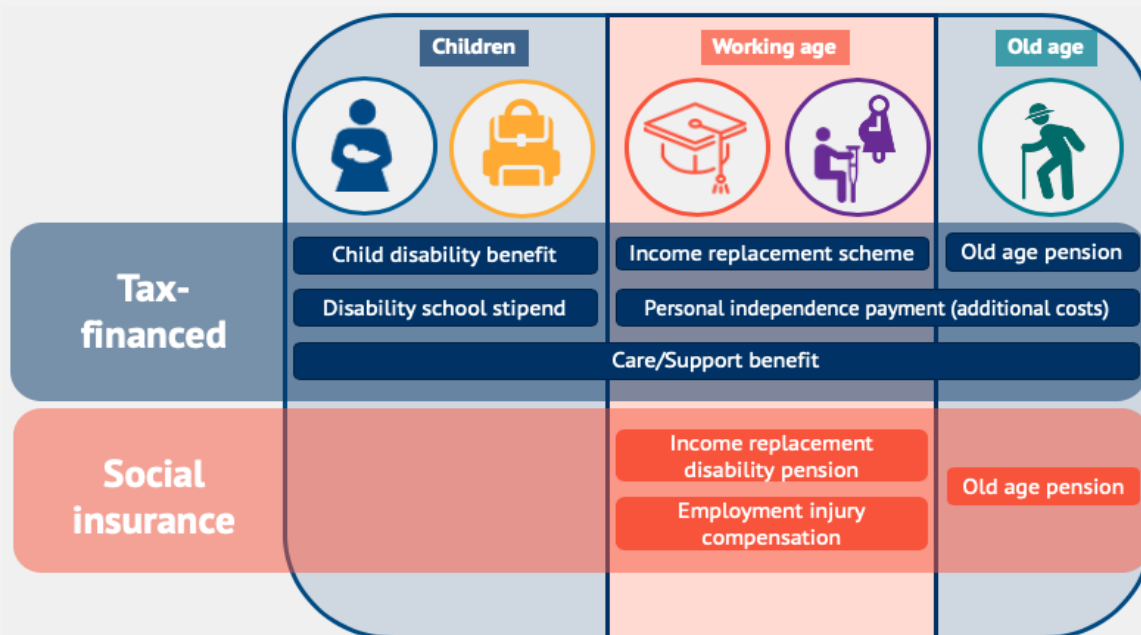 Children
Working age
Old age
Tax-
financed
Child disability benefit
Income replacement scheme
Old age pension
Disability school stipend
Personal independence payment (additional costs)
Care/Support benefit
Social
insurance
Income replacement
disability pension
Employment injury
compensation
Old age pension